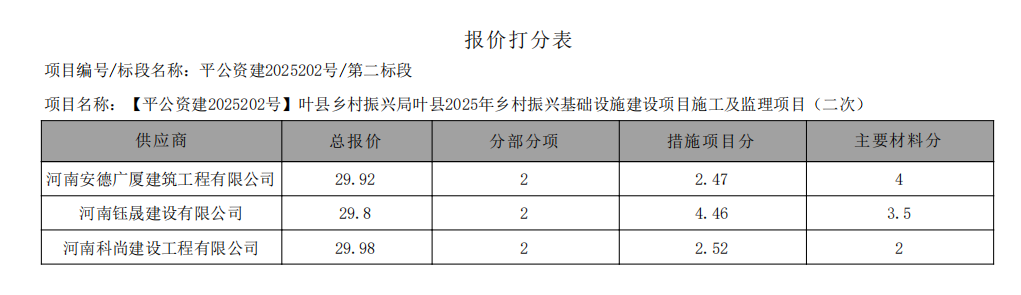 报价打分表
项目编号/标段名称：平公资建2025202号/第二标段
项目名称：【平公资建2025202号】叶县乡村振兴局叶县2025年乡村振兴基础设施建设项目施工及监理项目（二次）
供应商 总报价 分部分项 措施项目分 主要材料分
河南安德广厦建筑工程有限公司 29.92 2 2.47 4
河南钰晟建设有限公司 29.8 2 4.46 3.5
河南科尚建设工程有限公司 29.98 2 2.52 2